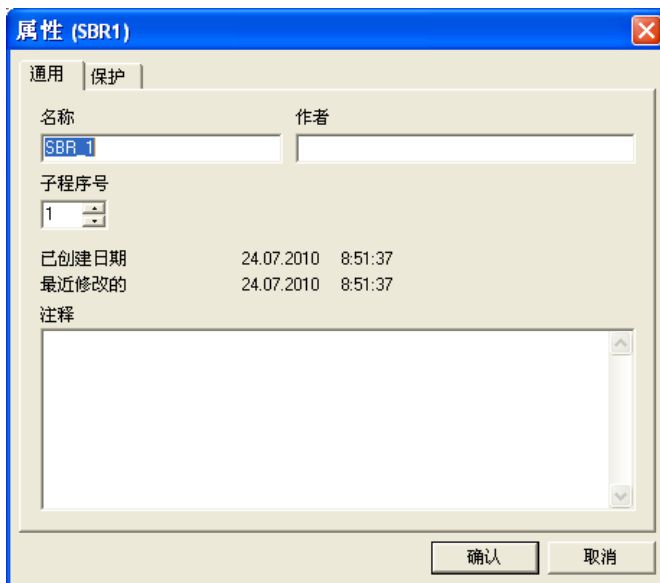 属性 (SBR1)
通用 保护
名称 作者
SBR_1
子程序号
1
已创建日期 24.07.2010 8:51:37
最近修改的 24.07.2010 8:51:37
注释
确认 取消